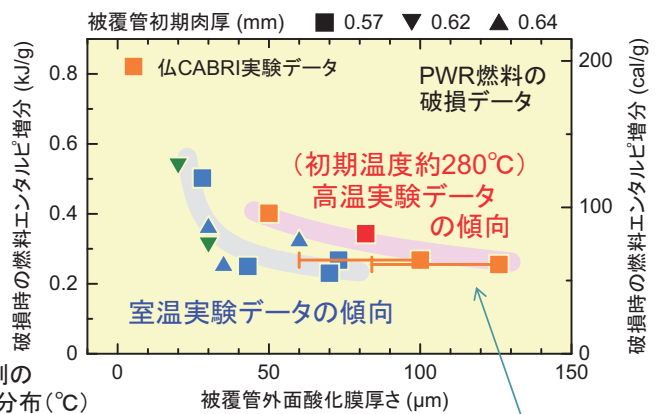 被覆管初期肉厚 (mm) ■ 0.57 ▼ 0.62 ▲ 0.64
破損時の燃料エンタルピ増分 (kJ/g)
0.8
0.6
0.4
0.2
0
仏CABRI実験データ
PWR燃料の
破損データ
(初期温度約280℃)
高温実験データ
の傾向
室温実験データの傾向
200
100
0
破損時の燃料エンタルピ増分 (cal/g)
0 50 100 150
被覆管外面酸化膜厚さ (μm)
の
分布(℃)